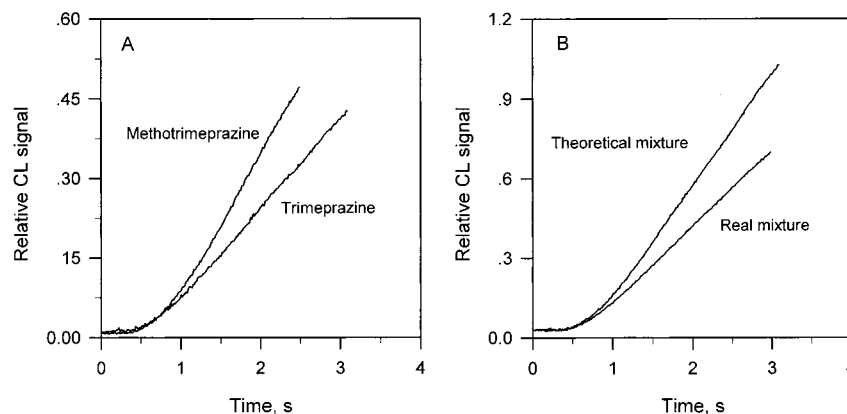 A
Relative CL signal
.60
.45
.30
.15
0.00
Methotrimeprazine
Trimeprazine
0 1 2 3 4
Time, s
B
Relative CL signal
1.2
.9
.6
.3
0.0
Theoretical mixture
Real mixture
0 1 2 3 4
Time, s